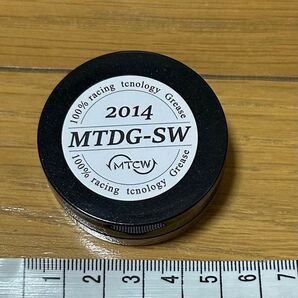 100% racing tcnology Grease
2014
MTDG-SW
MTCW
100% racing tcnology Grease
1 2 3 4 5 6 7